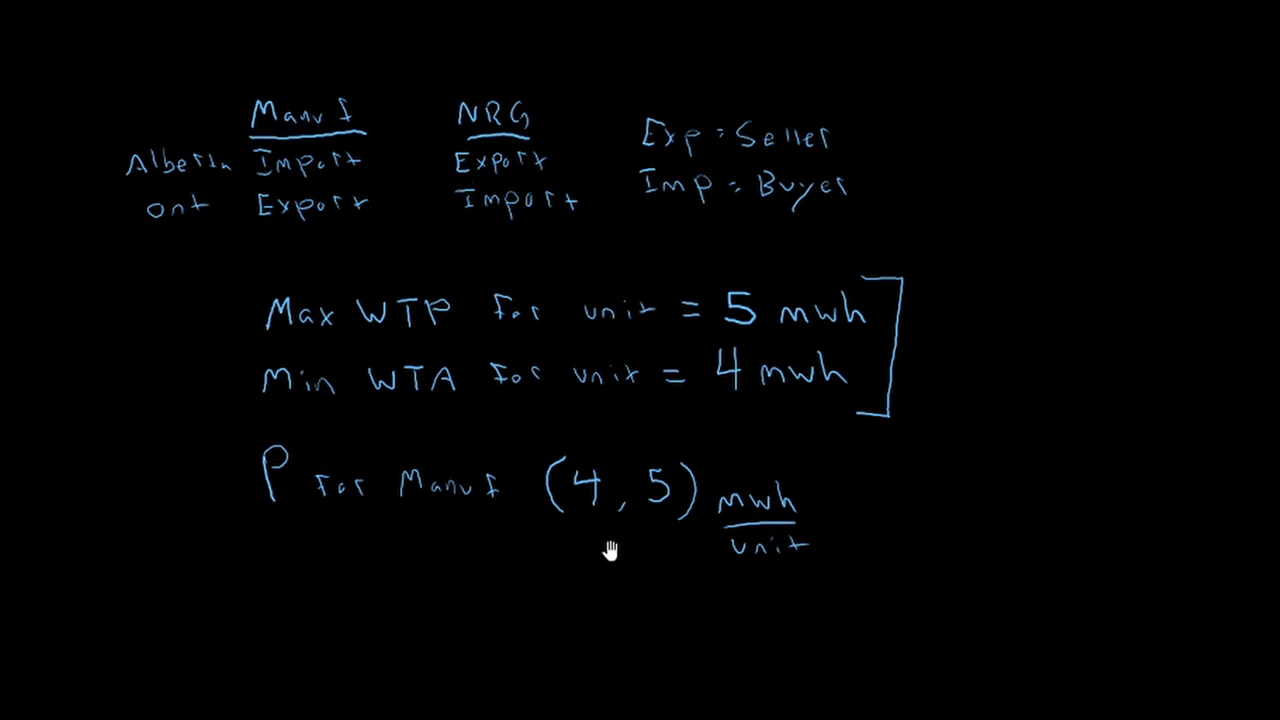 Manuf NRG
Exp = Seller
Alberta Import Export
Imp = Buyer
Ont Export Import
Max WTP for unit = 5 mwh
Min WTA for unit = 4 mwh
P for Manuf (4, 5) mwh
unit